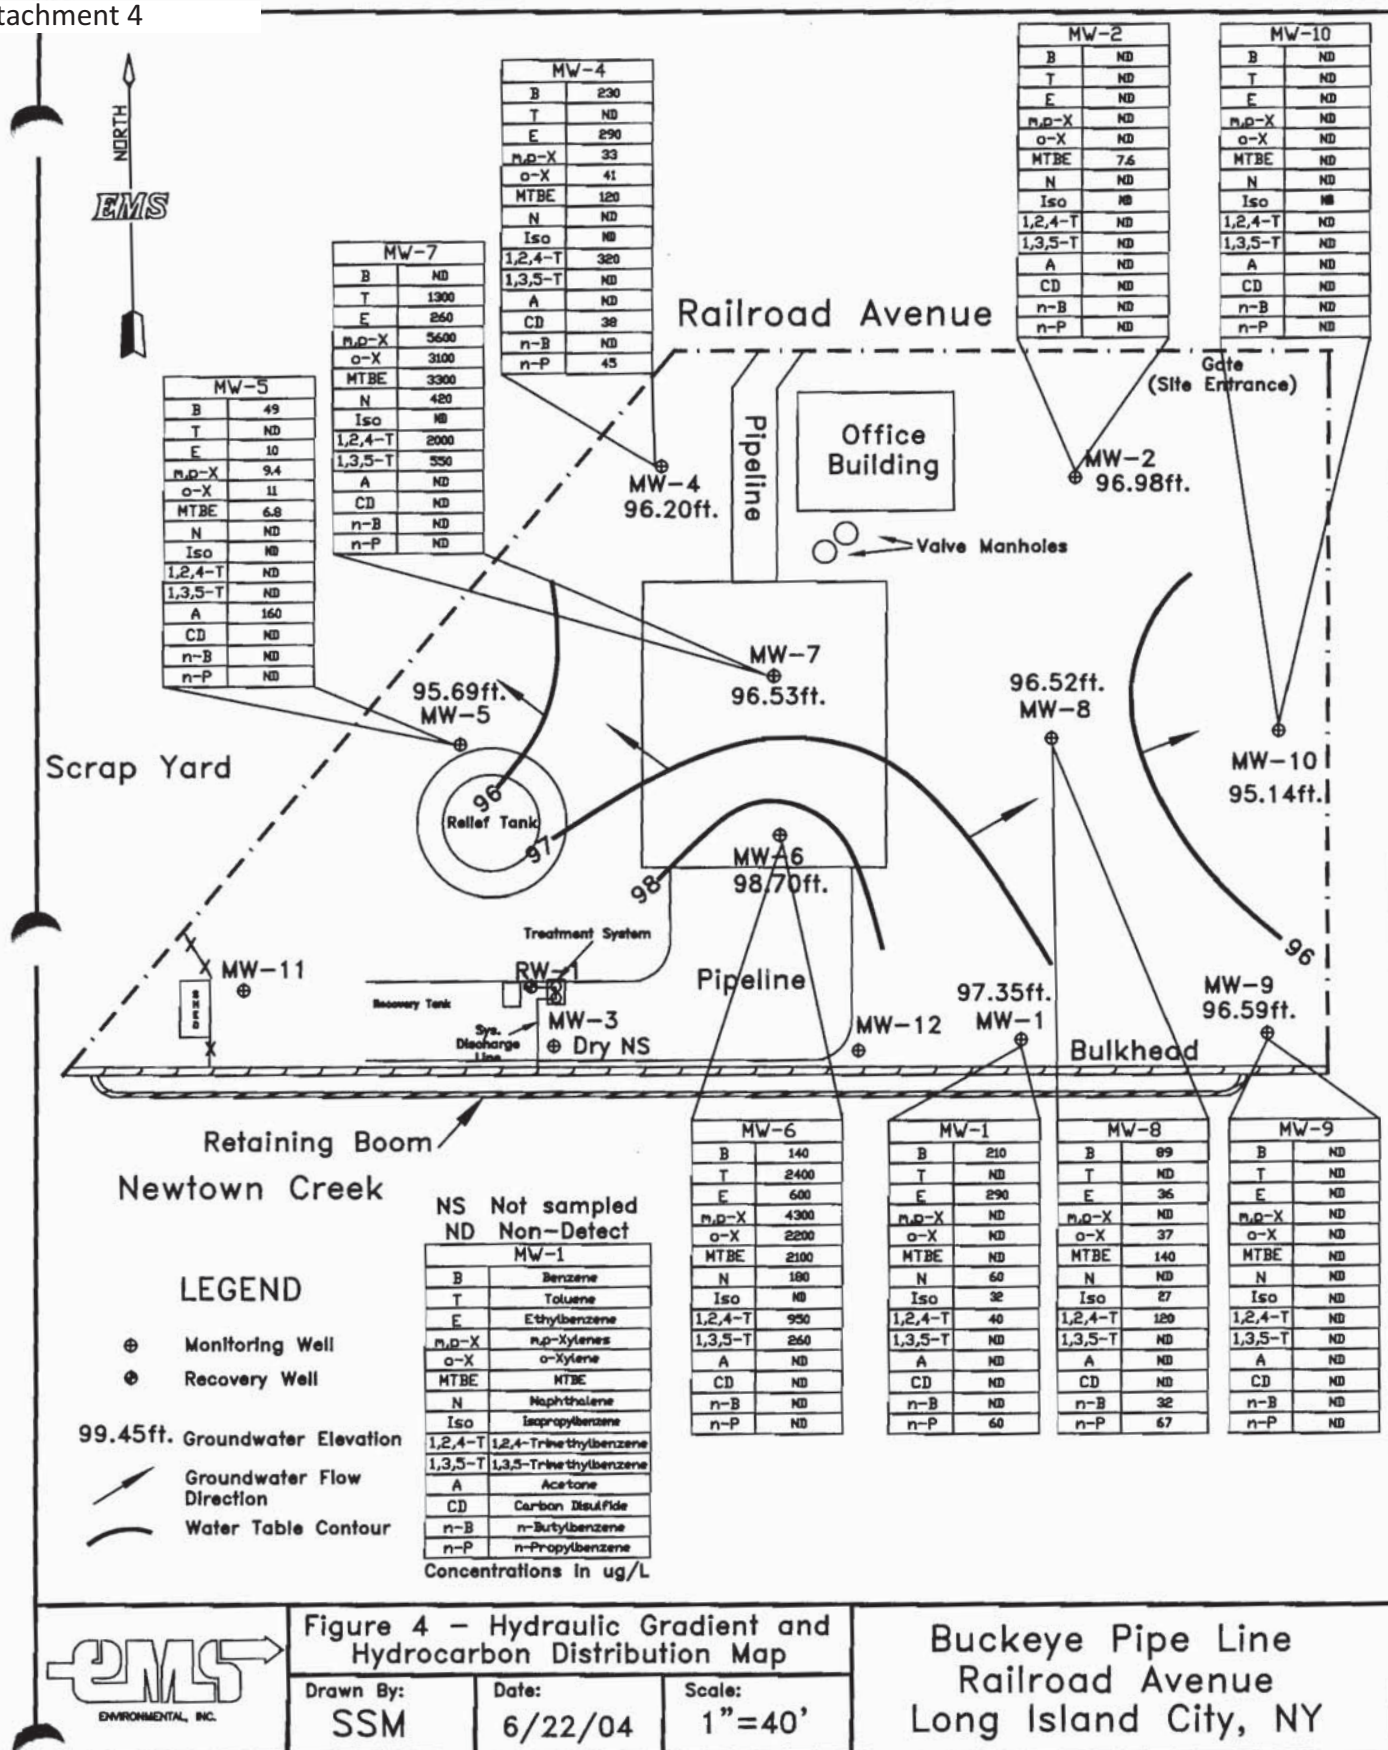 tachment 4
NORTH
EMS
MW-4
B 230
T ND
E 290
m,p-X 33
o-X 41
MTBE 120
N ND
Iso ND
1,2,4-T 320
1,3,5-T ND
A ND
CD 38
n-B ND
n-P 45
MW-2
B ND
T ND
E ND
m,p-X ND
o-X ND
MTBE 7.6
N ND
Iso ND
1,2,4-T ND
1,3,5-T ND
A ND
CD ND
n-B ND
n-P ND
MW-10
B ND
T ND
E ND
m,p-X ND
o-X ND
MTBE ND
N ND
Iso ND
1,2,4-T ND
1,3,5-T ND
A ND
CD ND
n-B ND
n-P ND
MW-7
B ND
T 1300
E 260
m,p-X 5600
o-X 3100
MTBE 3300
N 420
Iso ND
1,2,4-T 2000
1,3,5-T 550
A ND
CD ND
n-B ND
n-P ND
MW-5
B 49
T ND
E 10
m,p-X 9.4
o-X 11
MTBE 6.8
N ND
Iso ND
1,2,4-T ND
1,3,5-T ND
A 160
CD ND
n-B ND
n-P ND
Railroad Avenue
Gate
(Site Entrance)
Pipeline
Office
Building
MW-4
96.20ft.
MW-2
96.98ft.
Valve Manholes
MW-7
96.53ft.
95.69ft.
MW-5
96.52ft.
MW-8
Scrap Yard
MW-10
95.14ft.
96
Relief Tank
97
MW-6
98.70ft.
98
96
Treatment System
MW-11
RW-1
SHED
Recovery Tank
Sys.
Discharge
Line
MW-3
Dry NS
Pipeline
MW-12
97.35ft.
MW-1
MW-9
96.59ft.
Bulkhead
Retaining Boom
Newtown Creek
MW-6
B 140
T 2400
E 600
m,p-X 4300
o-X 2200
MTBE 2100
N 180
Iso ND
1,2,4-T 950
1,3,5-T 260
A ND
CD ND
n-B ND
n-P ND
MW-1
B 210
T ND
E 290
m,p-X ND
o-X ND
MTBE ND
N 60
Iso 32
1,2,4-T 40
1,3,5-T ND
A ND
CD ND
n-B ND
n-P 60
MW-8
B 89
T ND
E 36
m,p-X ND
o-X 37
MTBE 140
N ND
Iso 27
1,2,4-T 120
1,3,5-T ND
A ND
CD ND
n-B 32
n-P 67
MW-9
B ND
T ND
E ND
m,p-X ND
o-X ND
MTBE ND
N ND
Iso ND
1,2,4-T ND
1,3,5-T ND
A ND
CD ND
n-B ND
n-P ND
NS Not sampled
ND Non-Detect
MW-1
B Benzene
T Toluene
E Ethylbenzene
m,p-X m,p-Xylenes
o-X o-Xylene
MTBE MTBE
N Naphthalene
Iso Isopropylbenzene
1,2,4-T 1,2,4-Trimethylbenzene
1,3,5-T 1,3,5-Trimethylbenzene
A Acetone
CD Carbon Disulfide
n-B n-Butylbenzene
n-P n-Propylbenzene
Concentrations in ug/L
LEGEND
Monitoring Well
Recovery Well
99.45ft. Groundwater Elevation
Groundwater Flow
Direction
Water Table Contour
EMS
ENVIRONMENTAL, INC.
Figure 4 - Hydraulic Gradient and
Hydrocarbon Distribution Map
Drawn By:
SSM
Date:
6/22/04
Scale:
1"=40'
Buckeye Pipe Line
Railroad Avenue
Long Island City, NY